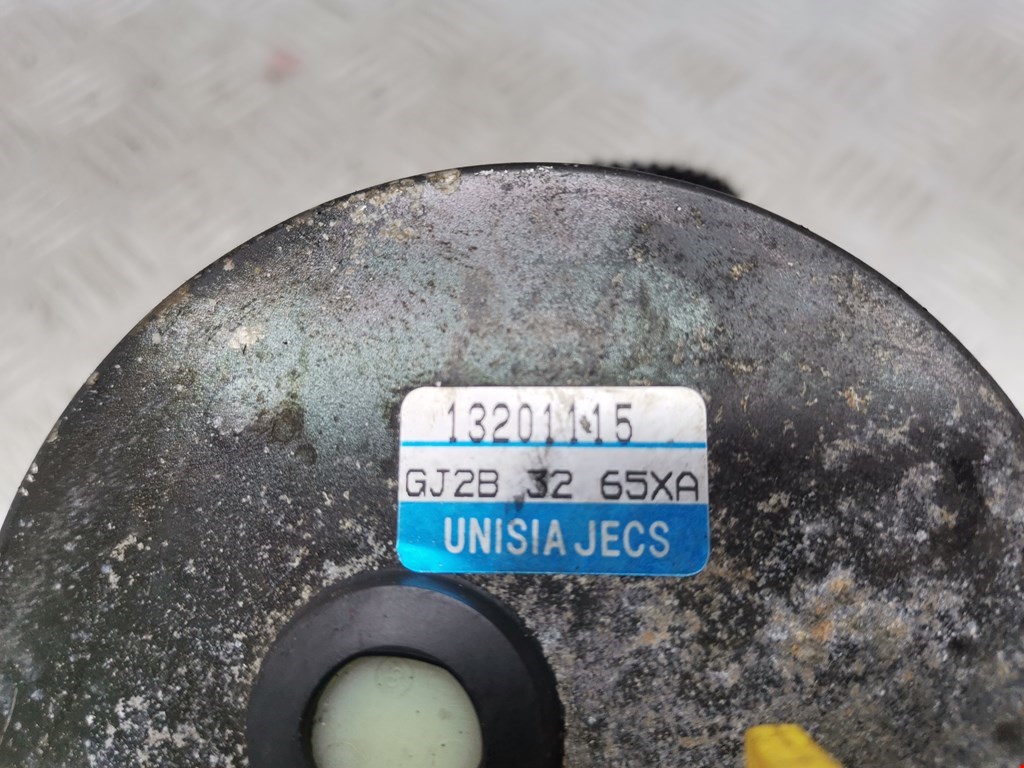 13201115
GJ2B 32 65XA
UNISIA JECS